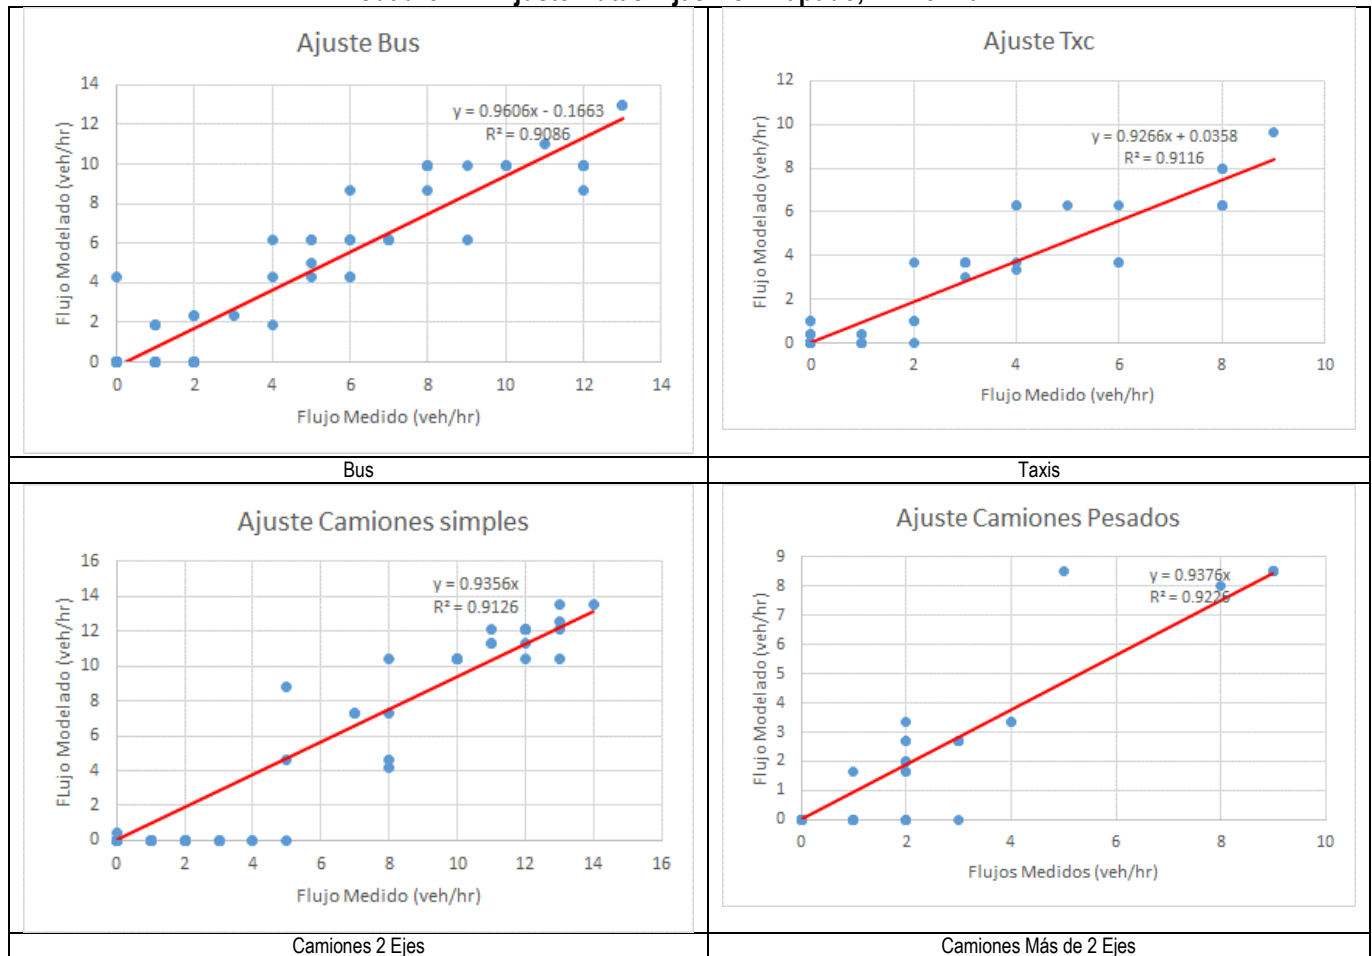 Ajuste Bus
14
12
10
8
6
4
2
0
Flujo Modelado (veh/hr)
y = 0.9606x - 0.1663
R² = 0.9086
0 2 4 6 8 10 12 14
Flujo Medido (veh/hr)
Ajuste Txc
12
10
8
6
4
2
0
Flujo Modelado (veh/hr)
y = 0.9266x + 0.0358
R² = 0.9116
0 2 4 6 8 10
Flujo Medido (veh/hr)
Bus
Taxis
Ajuste Camiones simples
16
14
12
10
8
6
4
2
0
FLujo Modelado (veh/hr)
y = 0.9356x
R² = 0.9126
0 2 4 6 8 10 12 14 16
Flujo Medido (veh/hr)
Ajuste Camiones Pesados
9
8
7
6
5
4
3
2
1
0
Flujo Modelado (veh/hr)
y = 0.9376x
R² = 0.9226
0 2 4 6 8 10
Flujos Medidos (veh/hr)
Camiones 2 Ejes
Camiones Más de 2 Ejes